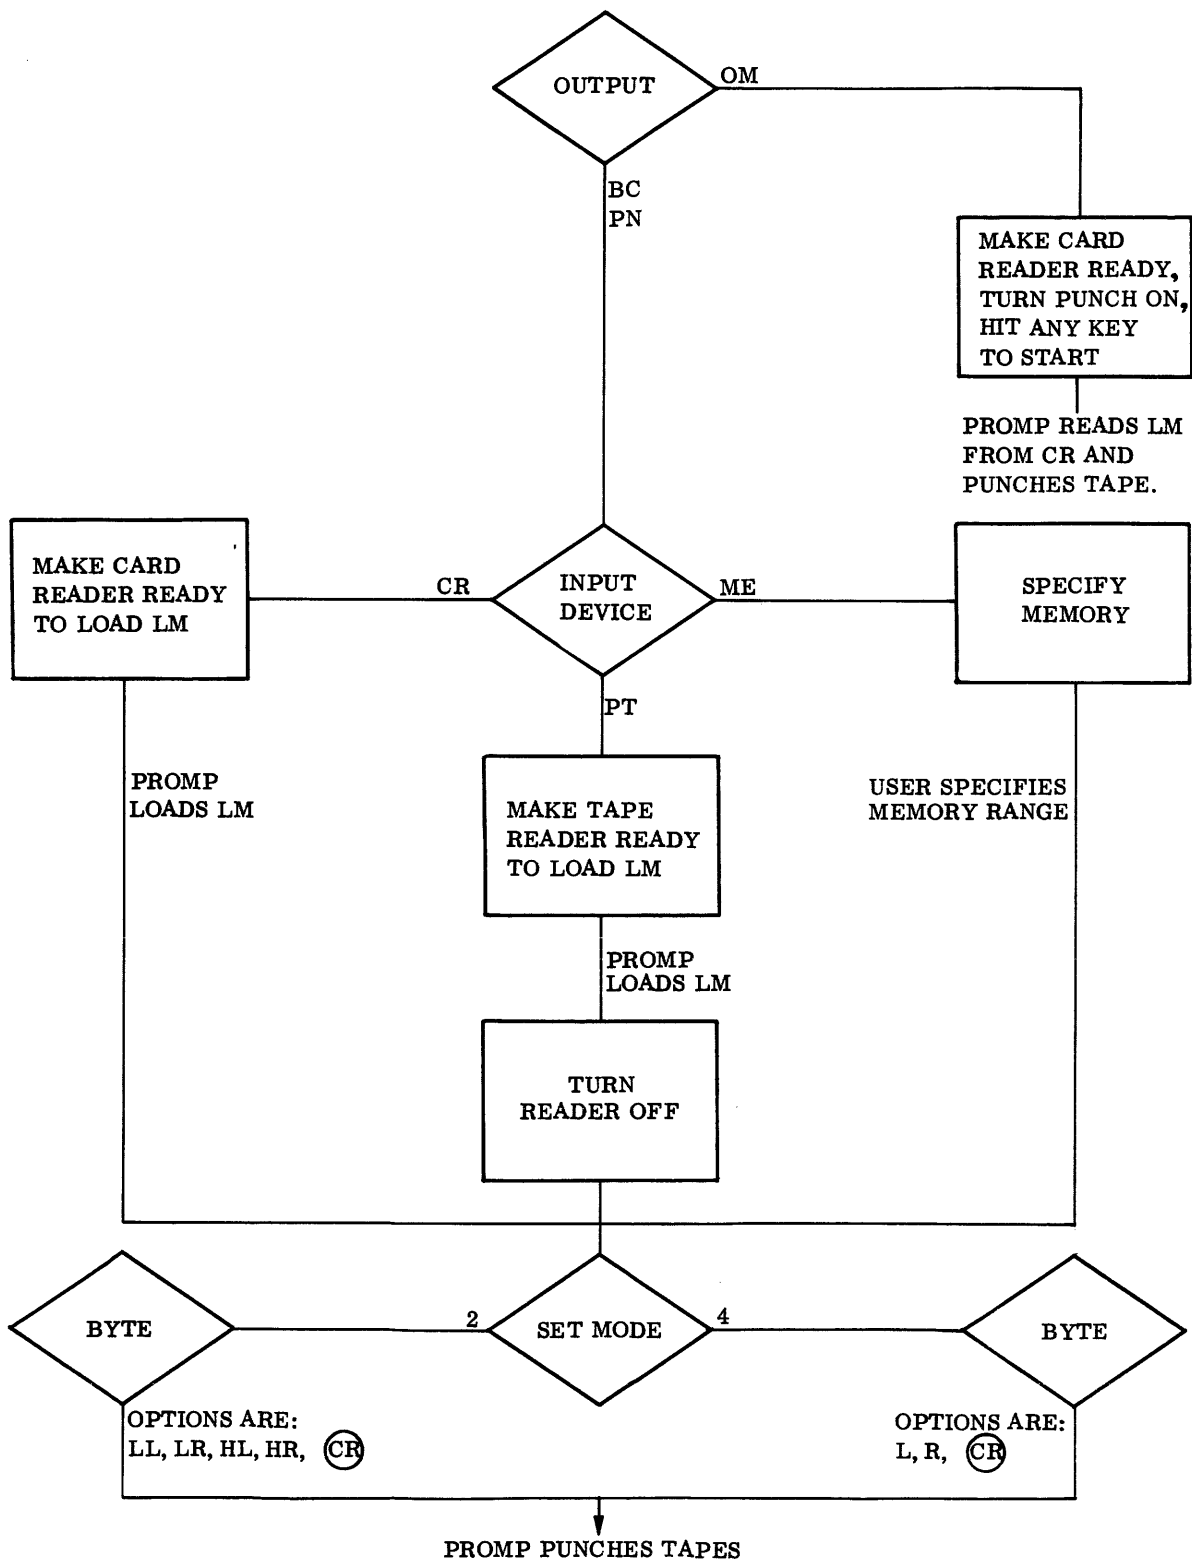 OUTPUT
OM
BC
PN
MAKE CARD
READER READY,
TURN PUNCH ON,
HIT ANY KEY
TO START
PROMP READS LM
FROM CR AND
PUNCHES TAPE.
MAKE CARD
READER READY
TO LOAD LM
CR
INPUT
DEVICE
ME
SPECIFY
MEMORY
PT
PROMP
LOADS LM
MAKE TAPE
READER READY
TO LOAD LM
USER SPECIFIES
MEMORY RANGE
PROMP
LOADS LM
TURN
READER OFF
BYTE
2
SET MODE
4
BYTE
OPTIONS ARE:
LL, LR, HL, HR, CR
OPTIONS ARE:
L, R, CR
PROMP PUNCHES TAPES